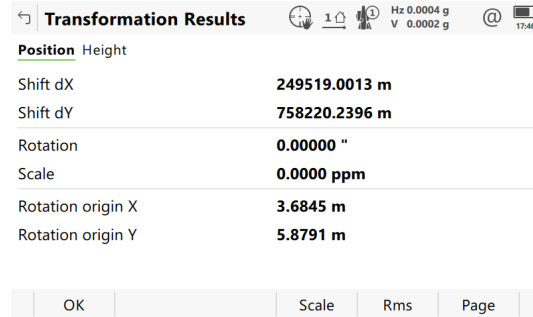 Transformation Results
1
1
Hz 0.0004 g
V 0.0002 g
@
Position Height
Shift dX 249519.0013 m
Shift dY 758220.2396 m
Rotation 0.00000 "
Scale 0.0000 ppm
Rotation origin X 3.6845 m
Rotation origin Y 5.8791 m
OK Scale Rms Page